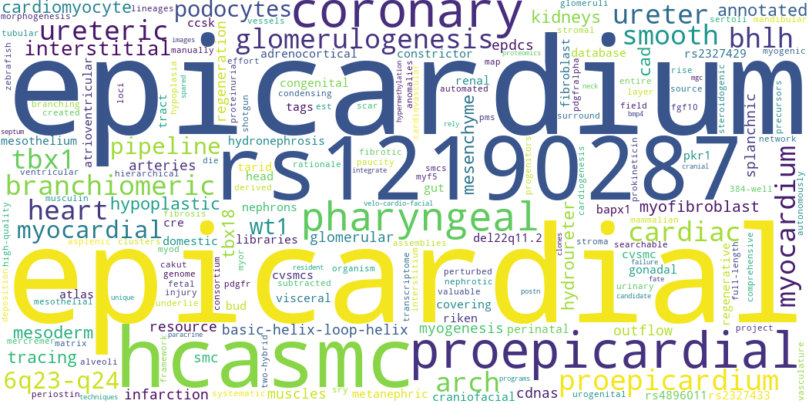 cardiomyocyte lineages podocytes coronary ureter annotated
morphogenesis ccsk vessels glomeruli sertoli mandibular
tubular images ureteric manually glomerulogenesis kidneys smooth bhlh
interstitial effort adrenocortical constrictor epdcs stromal database cad rs2327429
zebrafish loci regeneration proteinuria congenital map proteomics fibroblast rise mgc myogenic
epicardium
branching created atrioventricular tract hypoplasia spared condensing tags est scar hypermethylation anomalies cardiovascular renal automated neck pdgfralpha entire layer source steroidogenic precursors
shotgun surround field fgf10 bmp4
septum hydronephrosis pms mesenchyme rs12190287 splanchnic network
mesothelium pipeline die rationale fibrotic paucity rely smcs myf5 progenitors prokineticin pkr1 cranial
tbx1 arteries tarid head derived integrate gut cardiogenesis
ventricular hierarchical 384-well autonomously
branchiomeric musculin nephrons velo-cardio-facial bapx1 myofibroblast
heart hypoplastic fibrosis cre wt1 pharyngeal mammalian myocardium
high-quality myocardial tbx18 libraries glomerular del22q11.2 hydroureter cardiac
asplenic clusters domestic myod myor assemblies clones stroma searchable
epicardial
deposition cakut consortium cvsmcs resident organism transcriptome interstitium perturbed cvsmc failure regenerative full-length comprehensive
atlas genome pdgfr subtracted nephrotic gonadal fate
mesothelial fetal injury unique underlie bud visceral covering valuable postn urinary candidate
mesoderm resource basic-helix-loop-helix riken myogenesis perinatal outflow project
mercremer matrix framework paracrine hcasmc proepicardial
tracing alveoli smc two-hybrid vasculature
6q23-q24 muscles sry metanephric arch cdnas programs proepicardium
periostin techniques infarction systematic craniofacial urogenital rs4896011 rs2327433